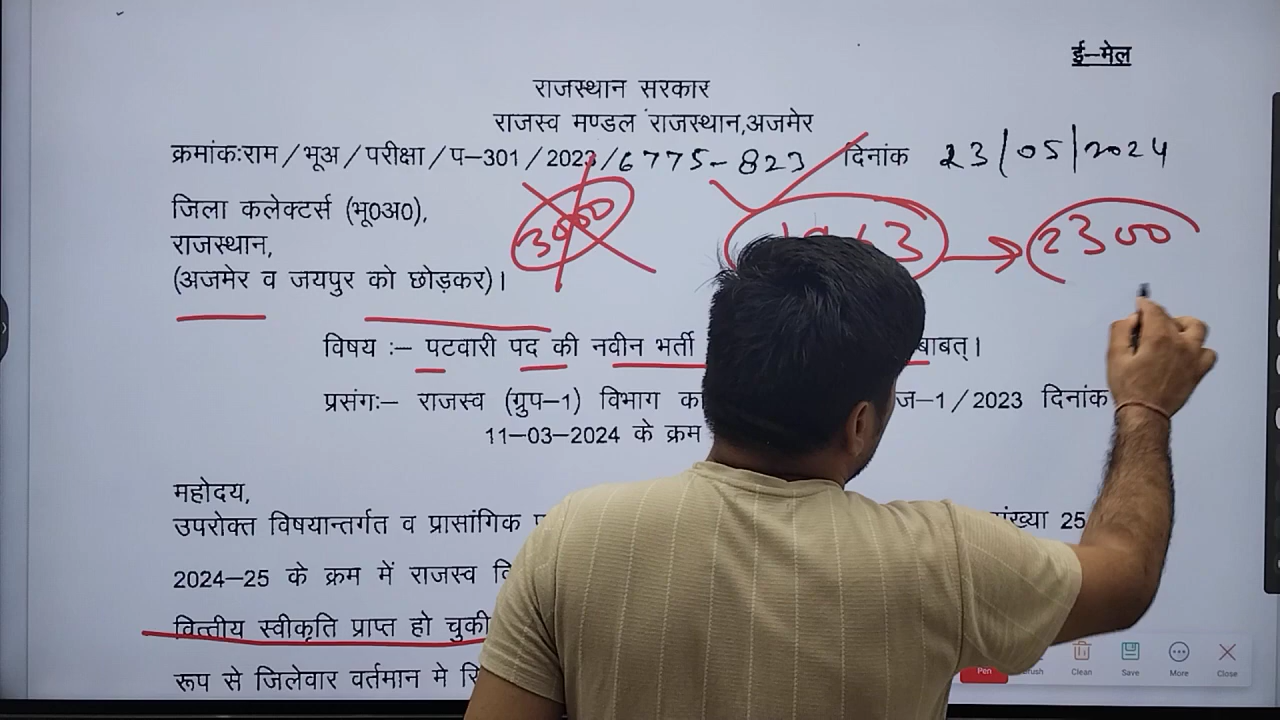 ई–मेल
राजस्थान सरकार
राजस्व मण्डल राजस्थान,अजमेर
क्रमांकःराम/भूअ/परीक्षा/प–301/2023/6775-823 दिनांक 23/05/2024
जिला कलेक्टर्स (भू0अ0),
3000
2300
राजस्थान,
(अजमेर व जयपुर को छोड़कर)।
विषय :– पटवारी पद की नवीन भर्ती बाबत्।
प्रसंगः– राजस्व (ग्रुप–1) विभाग ज–1/2023 दिनांक
11–03–2024 के क्रम
महोदय,
उपरोक्त विषयान्तर्गत व प्रासांगिक 25
2024–25 के क्रम में राजस्व
वित्तीय स्वीकृति प्राप्त हो चुकी
रूप से जिलेवार वर्तमान मे
Pen Clean Save More Close